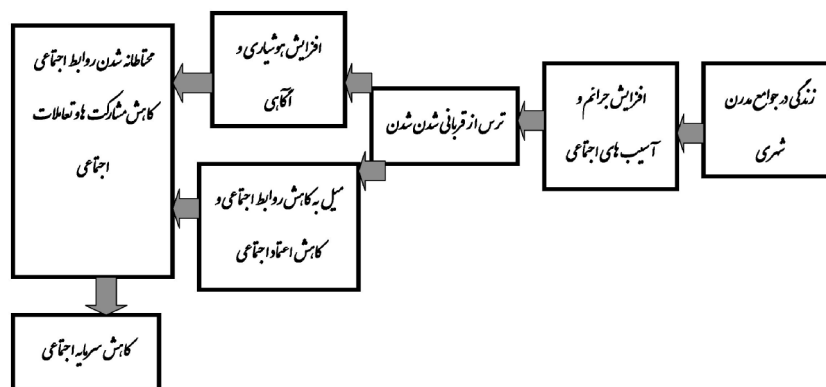 زندگی در جوامع مدرن
شهری
افزایش جرائم و
آسیب های اجتماعی
ترس از قربانی شدن شدن
افزایش هوشیاری و
آگاهی
میل به کاهش روابط اجتماعی و
کاهش اعتماد اجتماعی
محتاطانه شدن روابط اجتماعی
کاهش مشارکت ها و تعاملات
اجتماعی
کاهش سرمایه اجتماعی